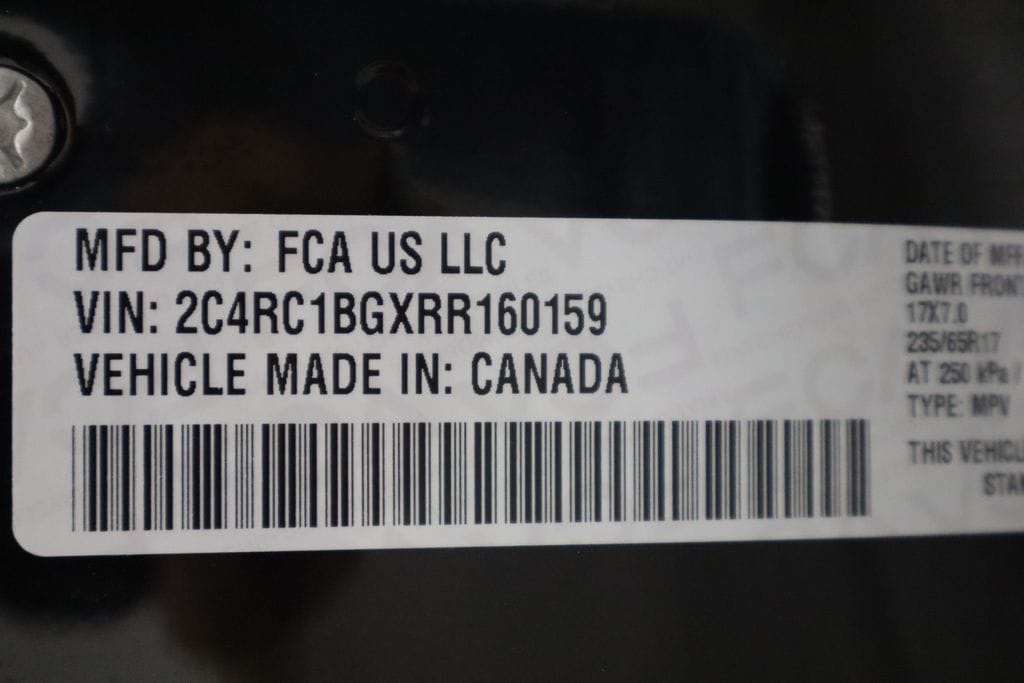 MFD BY: FCA US LLC
VIN: 2C4RC1BGXRR160159
VEHICLE MADE IN: CANADA
DATE OF MFR
GAWR FRONT
17X7.0
235/65R17
AT 250 kPa /
TYPE: MPV
THIS VEHICL
STAN